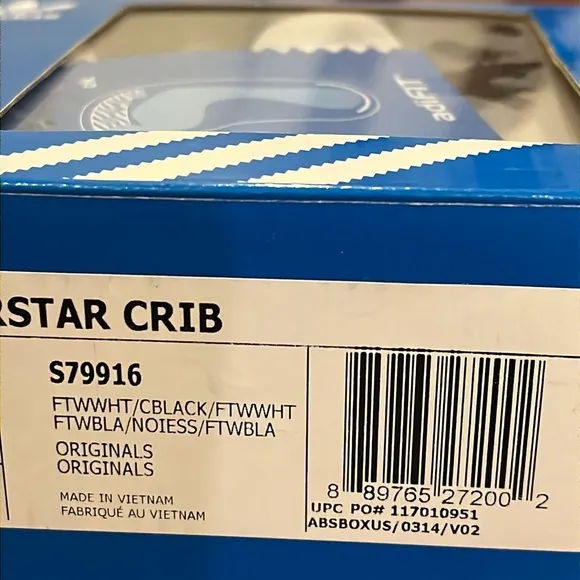 adiFIT
RSTAR CRIB
S79916
FTWWHT/CBLACK/FTWWHT
FTWBLA/NOIESS/FTWBLA
ORIGINALS
ORIGINALS
MADE IN VIETNAM
FABRIQUÉ AU VIETNAM
8 89765 27200 2
UPC PO# 117010951
ABSBOXUS/0314/V02